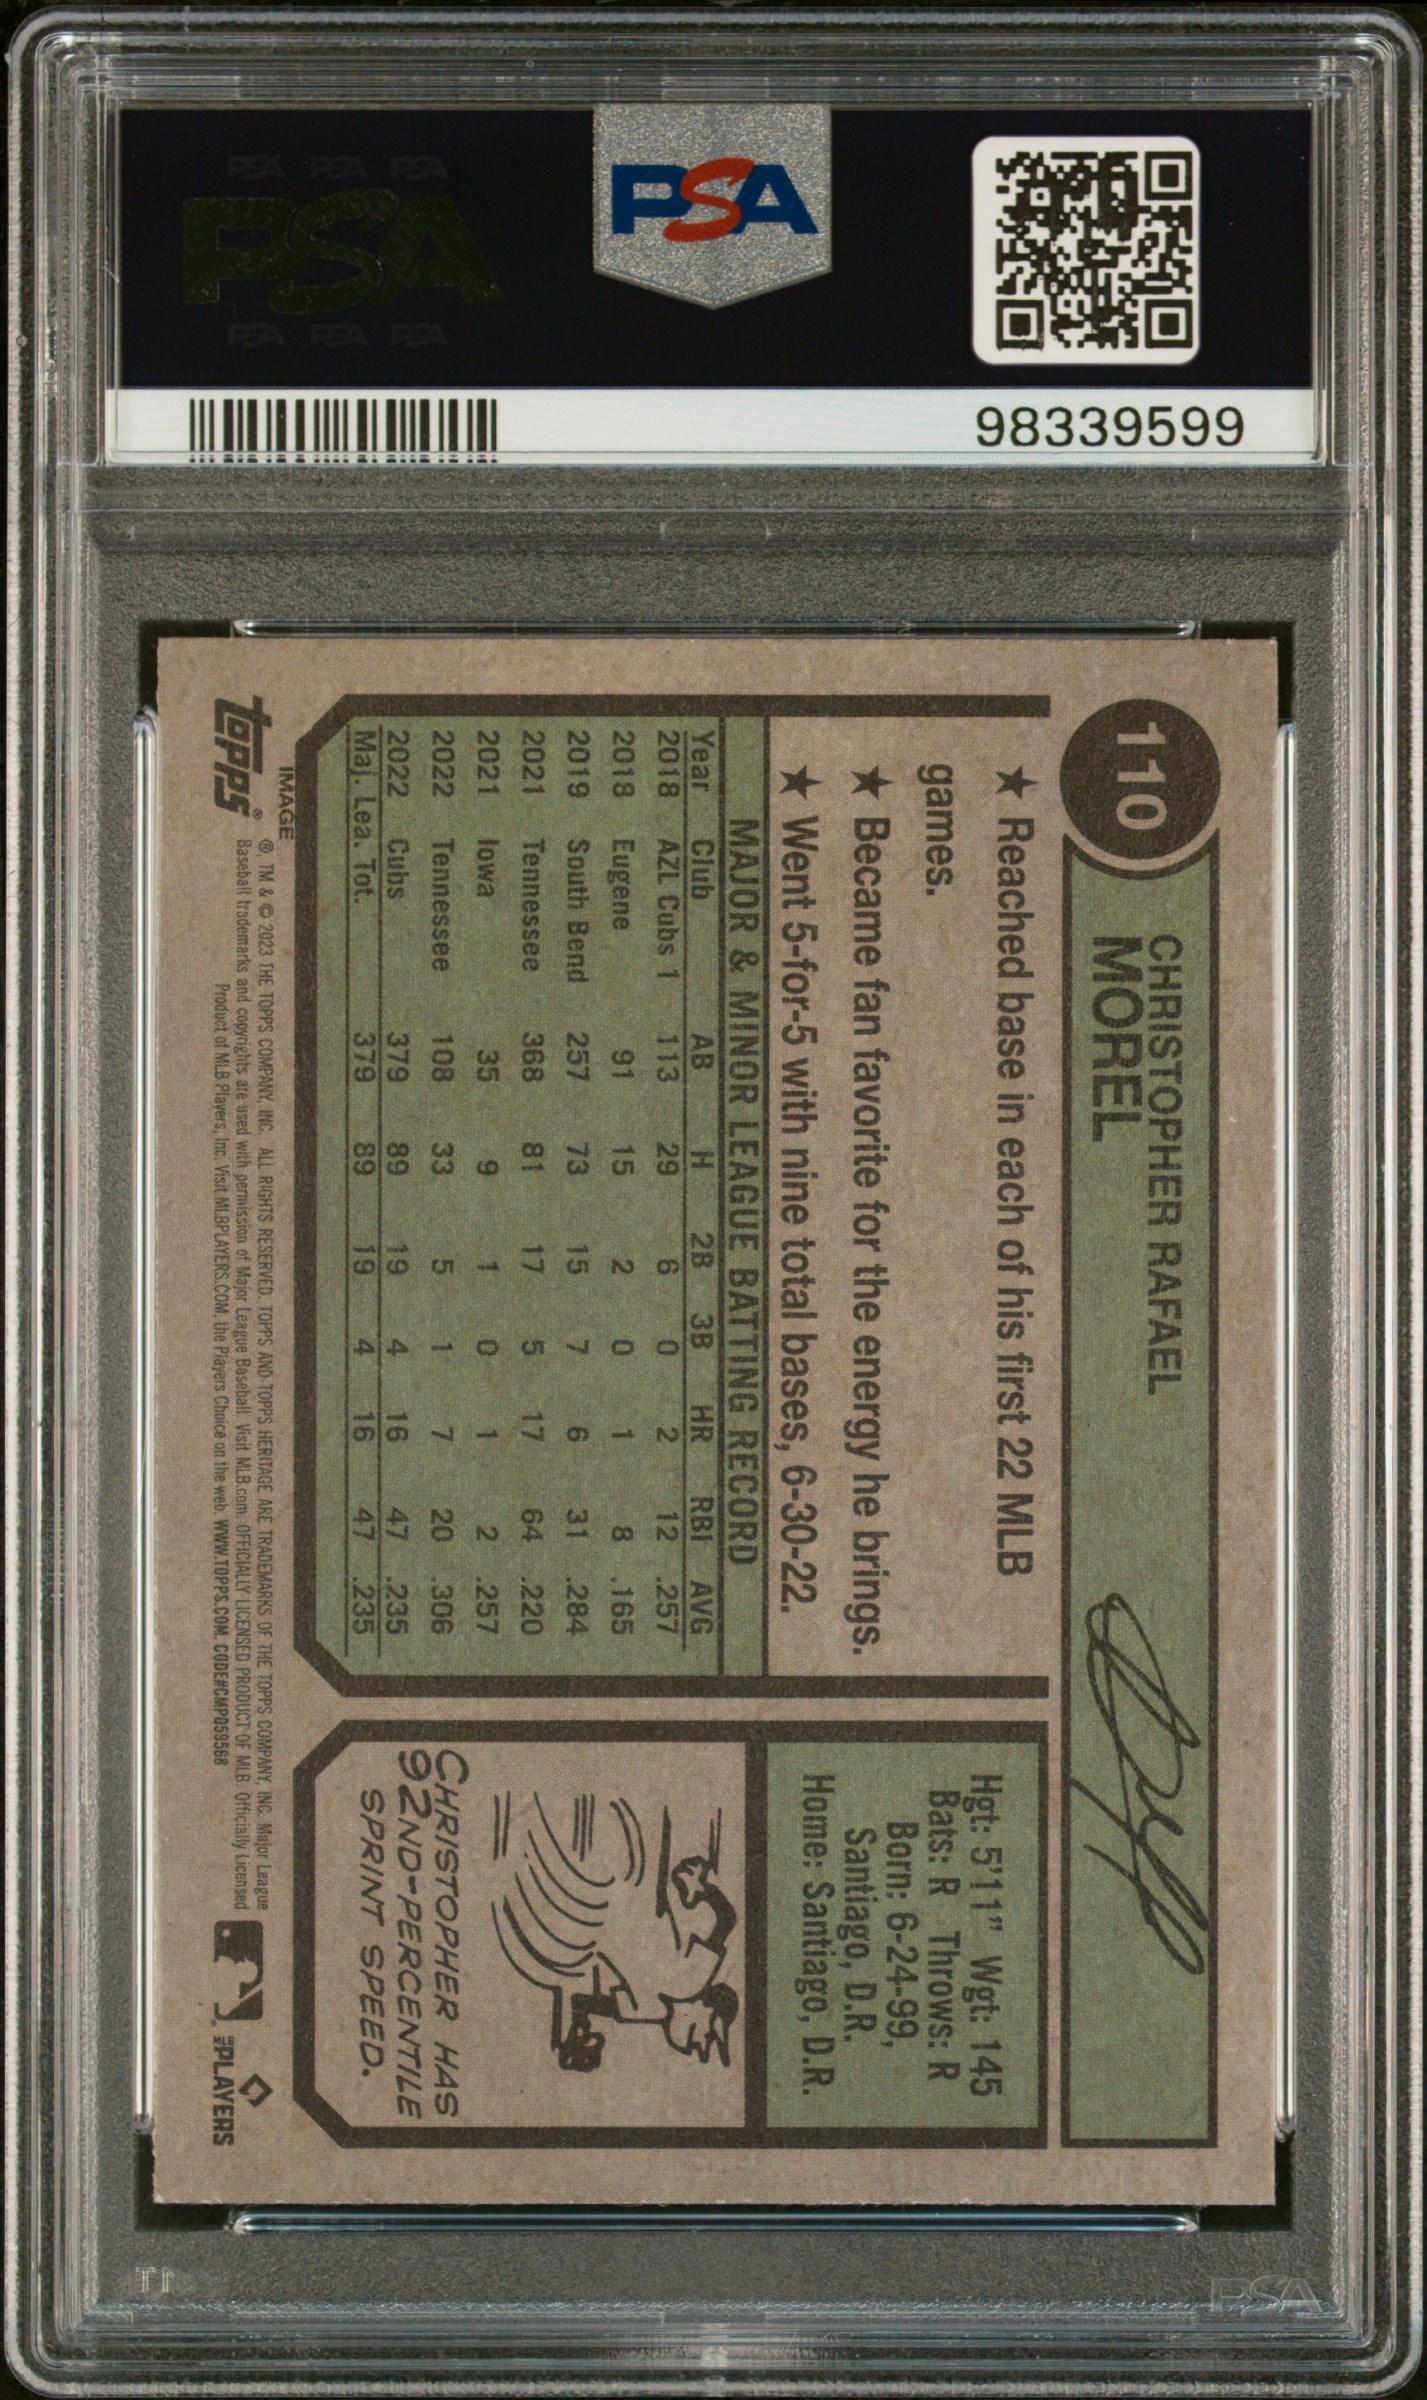 PSA PSA PSA
PSA
PSA PSA PSA
PSA
98339599
110
CHRISTOPHER RAFAEL
MOREL
★ Reached base in each of his first 22 MLB
games.
★ Became fan favorite for the energy he brings.
★ Went 5-for-5 with nine total bases, 6-30-22.
MAJOR & MINOR LEAGUE BATTING RECORD
Year Club AB H 2B 3B HR RBI AVG
2018 AZL Cubs 1 113 29 6 0 2 12 .257
2018 Eugene 91 15 2 0 1 8 .165
2019 South Bend 257 73 15 7 6 31 .284
2021 Tennessee 368 81 17 5 17 64 .220
2021 Iowa 35 9 1 0 1 2 .257
2022 Tennessee 108 33 5 1 7 20 .306
2022 Cubs 379 89 19 4 16 47 .235
Maj. Lea. Tot. 379 89 19 4 16 47 .235
Hgt: 5'11” Wgt: 145
Bats: R Throws: R
Born: 6-24-99,
Santiago, D.R.
Home: Santiago, D.R.
CHRISTOPHER HAS
92ND-PERCENTILE
SPRINT SPEED.
IMAGE
topps®
®, TM & © 2023 THE TOPPS COMPANY, INC. ALL RIGHTS RESERVED. TOPPS AND TOPPS HERITAGE ARE TRADEMARKS OF THE TOPPS COMPANY, INC. Major League
Baseball trademarks and copyrights are used with permission of Major League Baseball. Visit MLB.com. OFFICIALLY LICENSED PRODUCT OF MLB Officially Licensed
Product of MLB Players, Inc. Visit MLBPLAYERS.COM, the Players Choice on the web. WWW.TOPPS.COM. CODE#CMP059568
PLAYERS
PSA